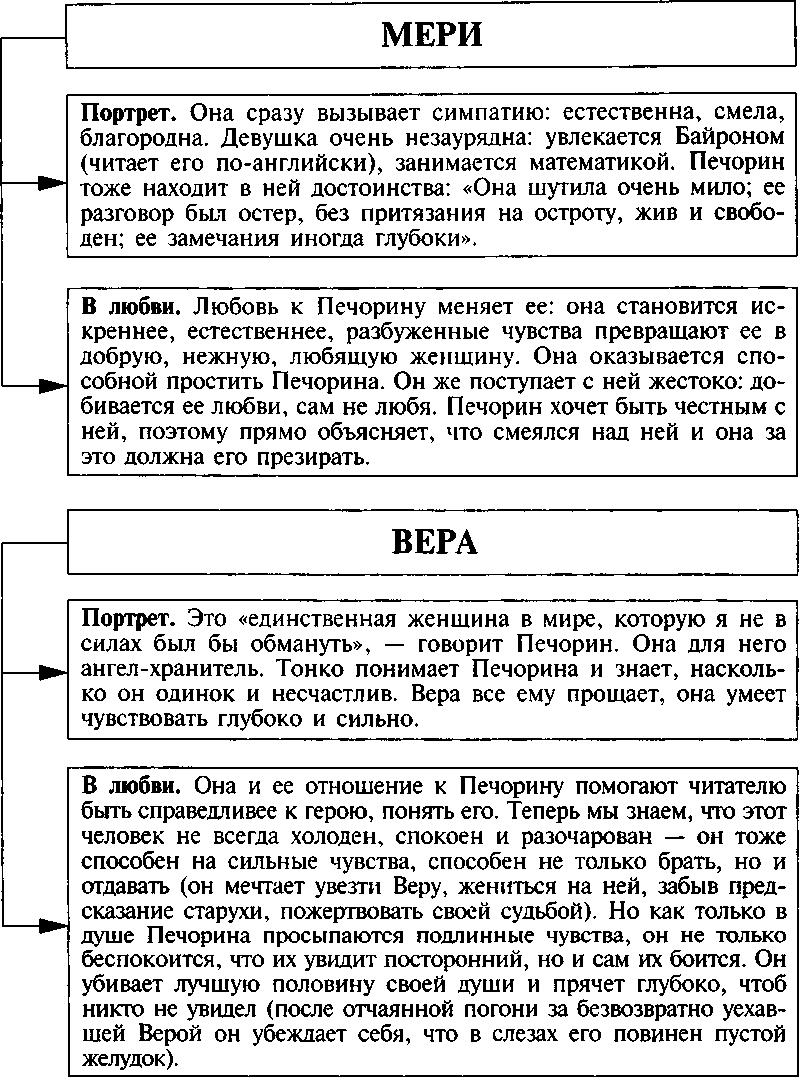 МЕРИ
Портрет. Она сразу вызывает симпатию: естественна, смела,
благородна. Девушка очень незаурядна: увлекается Байроном
(читает его по-английски), занимается математикой. Печорин
тоже находит в ней достоинства: «Она шутила очень мило; ее
разговор был остер, без притязания на остроту, жив и свобо-
ден; ее замечания иногда глубоки».
В любви. Любовь к Печорину меняет ее: она становится ис-
креннее, естественнее, разбуженные чувства превращают ее в
добрую, нежную, любящую женщину. Она оказывается спо-
собной простить Печорина. Он же поступает с ней жестоко: до-
бивается ее любви, сам не любя. Печорин хочет быть честным с
ней, поэтому прямо объясняет, что смеялся над ней и она за
это должна его презирать.
ВЕРА
Портрет. Это «единственная женщина в мире, которую я не в
силах был бы обмануть», — говорит Печорин. Она для него
ангел-хранитель. Тонко понимает Печорина и знает, насколь-
ко он одинок и несчастлив. Вера все ему прощает, она умеет
чувствовать глубоко и сильно.
В любви. Она и ее отношение к Печорину помогают читателю
быть справедливее к герою, понять его. Теперь мы знаем, что этот
человек не всегда холоден, спокоен и разочарован — он тоже
способен на сильные чувства, способен не только брать, но и
отдавать (он мечтает увезти Веру, жениться на ней, забыв пред-
сказание старухи, пожертвовать своей судьбой). Но как только в
душе Печорина просыпаются подлинные чувства, он не только
беспокоится, что их увидит посторонний, но и сам их боится. Он
убивает лучшую половину своей души и прячет глубоко, чтоб
никто не увидел (после отчаянной погони за безвозвратно уехав-
шей Верой он убеждает себя, что в слезах его повинен пустой
желудок).